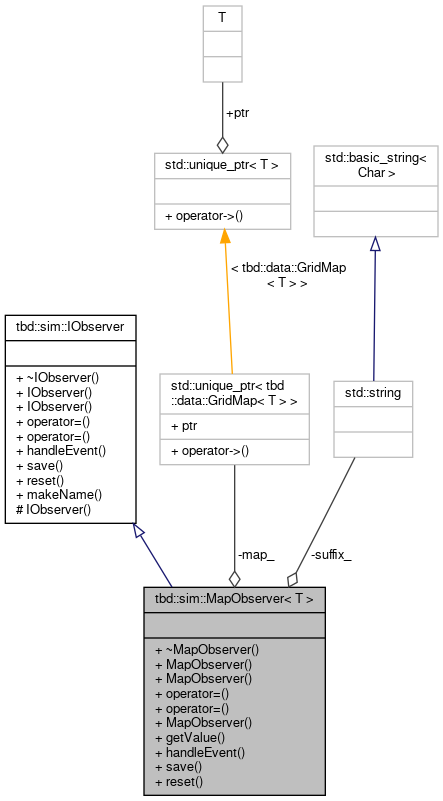 T
+ptr
std::unique_ptr< T >
+ operator->()
std::basic_string<
Char >
< tbd::data::GridMap
< T > >
tbd::sim::IObserver
+ ~IObserver()
+ IObserver()
+ IObserver()
+ operator=()
+ operator=()
+ handleEvent()
+ save()
+ reset()
+ makeName()
# IObserver()
std::unique_ptr< tbd
::data::GridMap< T > >
+ ptr
+ operator->()
std::string
-map_
-suffix_
tbd::sim::MapObserver< T >
+ ~MapObserver()
+ MapObserver()
+ MapObserver()
+ operator=()
+ operator=()
+ MapObserver()
+ getValue()
+ handleEvent()
+ save()
+ reset()